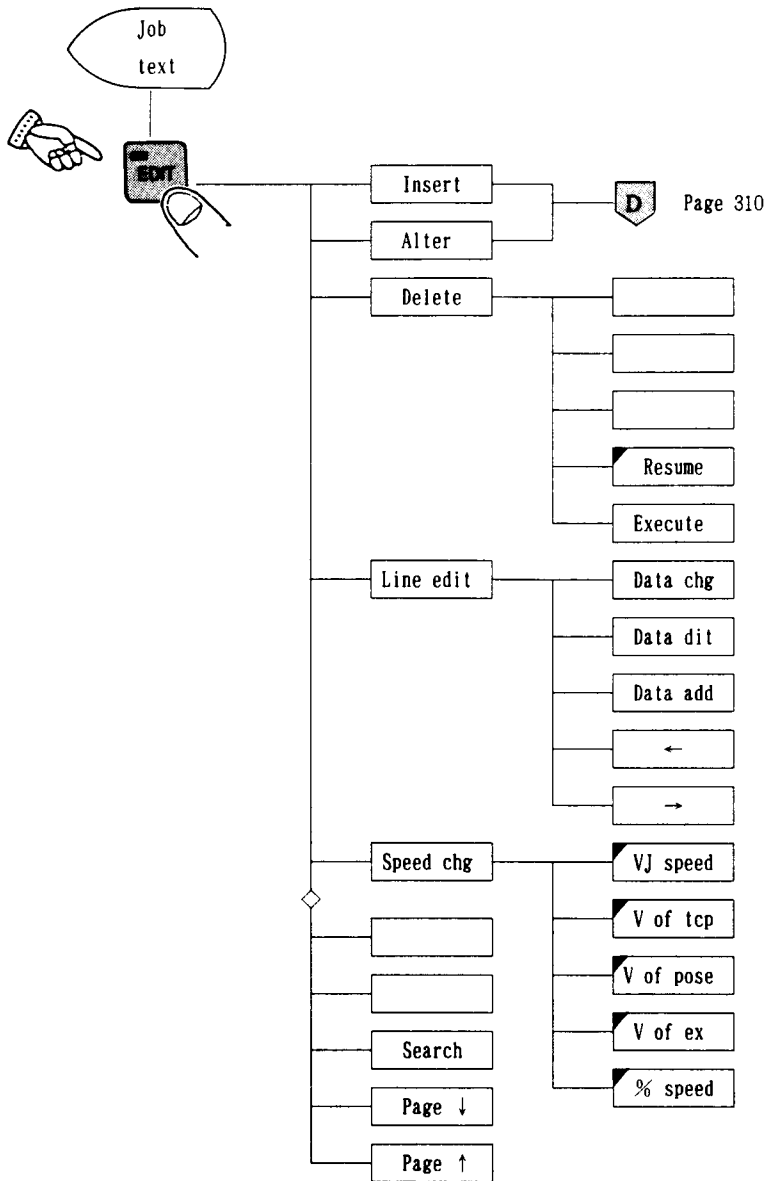 Job
text
EDIT
Insert
Alter
D Page 310
Delete
Resume
Execute
Line edit
Data chg
Data dit
Data add
←
→
Speed chg
VJ speed
V of tcp
V of pose
V of ex
% speed
Search
Page ↓
Page ↑